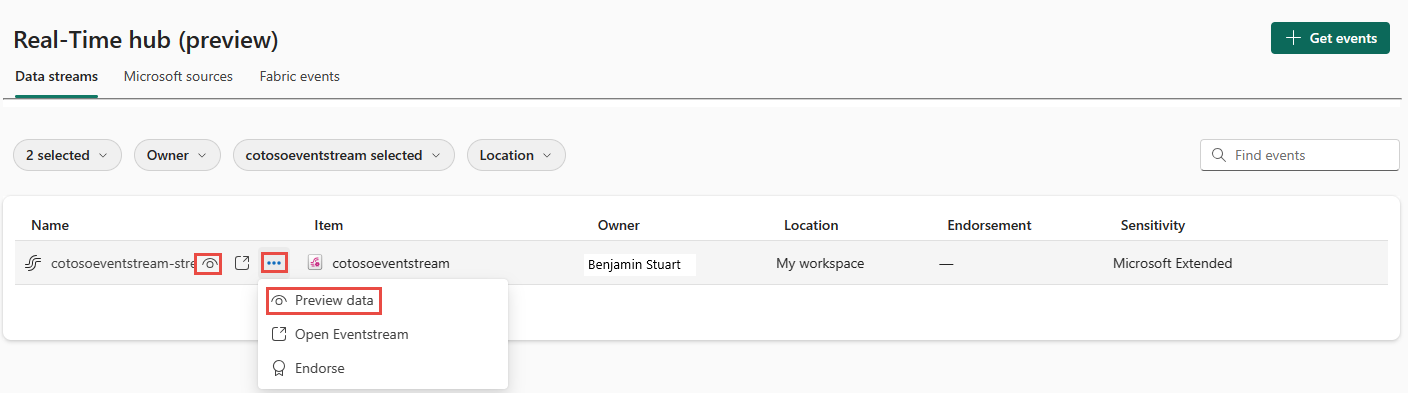 Real-Time hub (preview)
Get events
Data streams Microsoft sources Fabric events
2 selected Owner cotosoeventstream selected Location Find events
Name Item Owner Location Endorsement Sensitivity
cotosoeventstream-stre cotosoeventstream Benjamin Stuart My workspace — Microsoft Extended
Preview data
Open Eventstream
Endorse